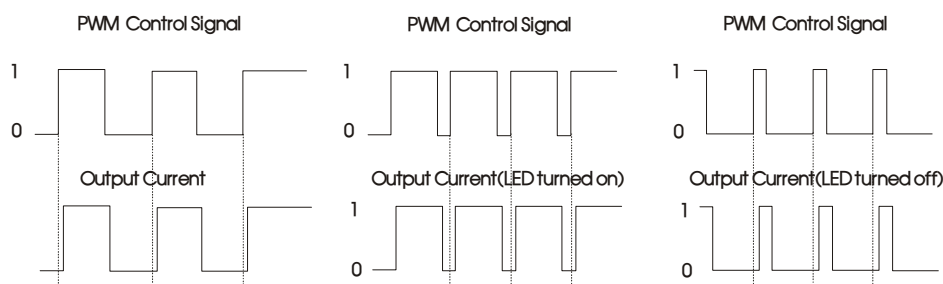 PWM Control Signal
1
0
Output Current
PWM Control Signal
1
0
Output Current(LED turned on)
1
0
PWM Control Signal
1
0
Output Current(LED turned off)
1
0